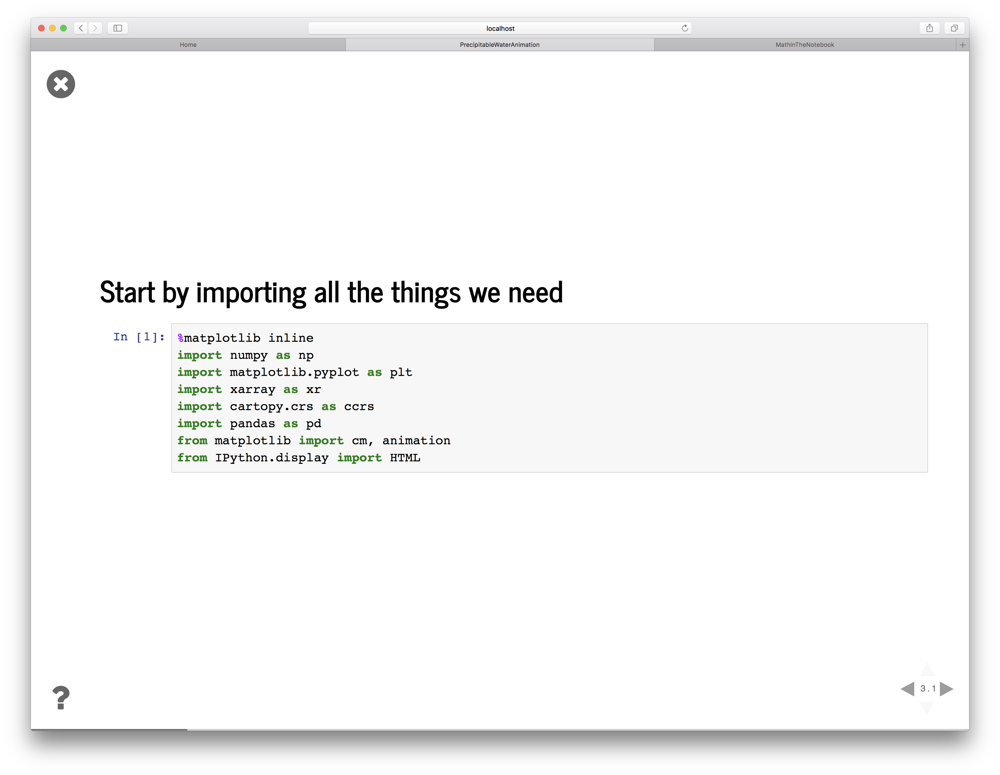 localhost
Home
PrecipitableWaterAnimation
MathInTheNotebook
Start by importing all the things we need
In [1]:
%matplotlib inline
import numpy as np
import matplotlib.pyplot as plt
import xarray as xr
import cartopy.crs as ccrs
import pandas as pd
from matplotlib import cm, animation
from IPython.display import HTML
?
3.1